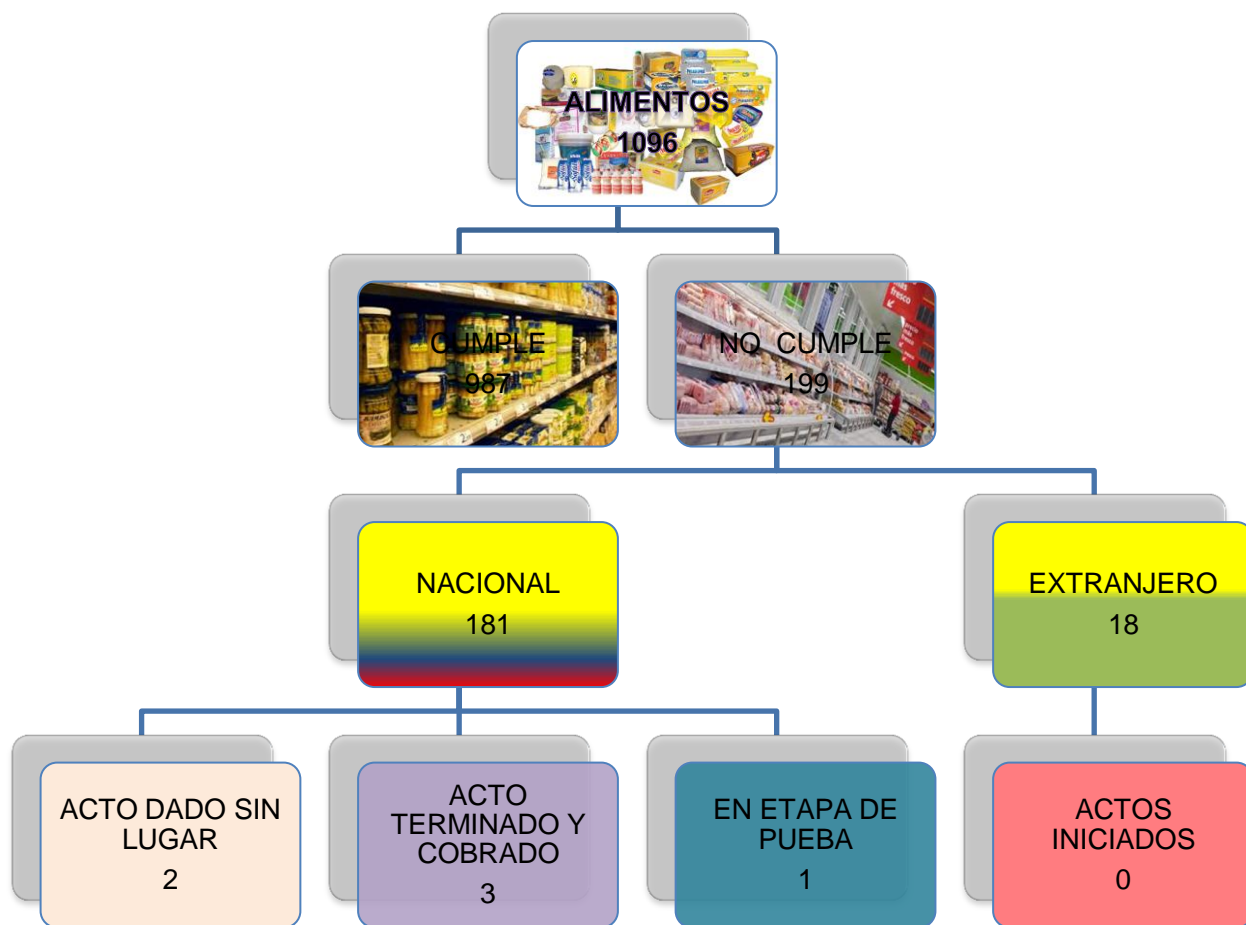 ALIMENTOS
1096
CUMPLE
987
NO CUMPLE
199
NACIONAL
181
EXTRANJERO
18
ACTO DADO SIN
LUGAR
2
ACTO
TERMINADO Y
COBRADO
3
EN ETAPA DE
PUEBA
1
ACTOS
INICIADOS
0